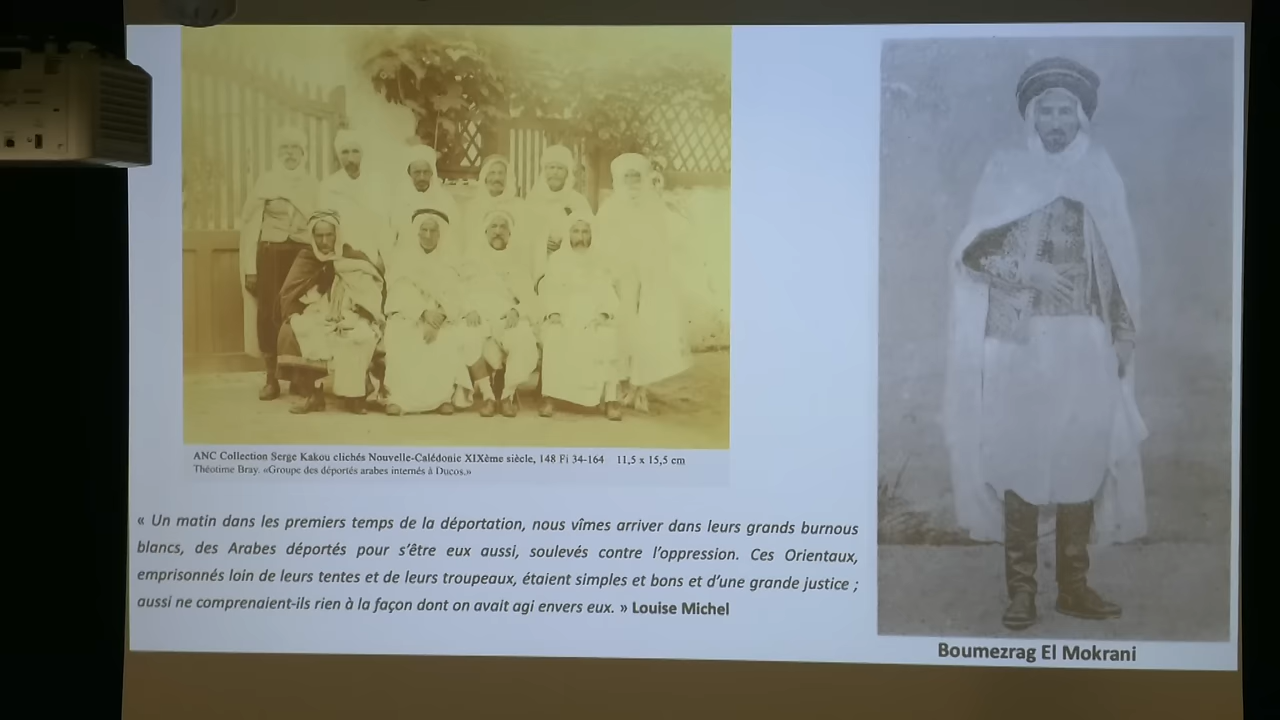 ANC Collection Serge Kakou clichés Nouvelle-Calédonie XIXème siècle, 148 Fi 34-164 11,5 x 15,5 cm
Théotime Bray. «Groupe des déportés arabes internés à Ducos.»
« Un matin dans les premiers temps de la déportation, nous vîmes arriver dans leurs grands burnous
blancs, des Arabes déportés pour s’être eux aussi, soulevés contre l’oppression. Ces Orientaux,
emprisonnés loin de leurs tentes et de leurs troupeaux, étaient simples et bons et d’une grande justice ;
aussi ne comprenaient-ils rien à la façon dont on avait agi envers eux. » Louise Michel
Boumezrag El Mokrani